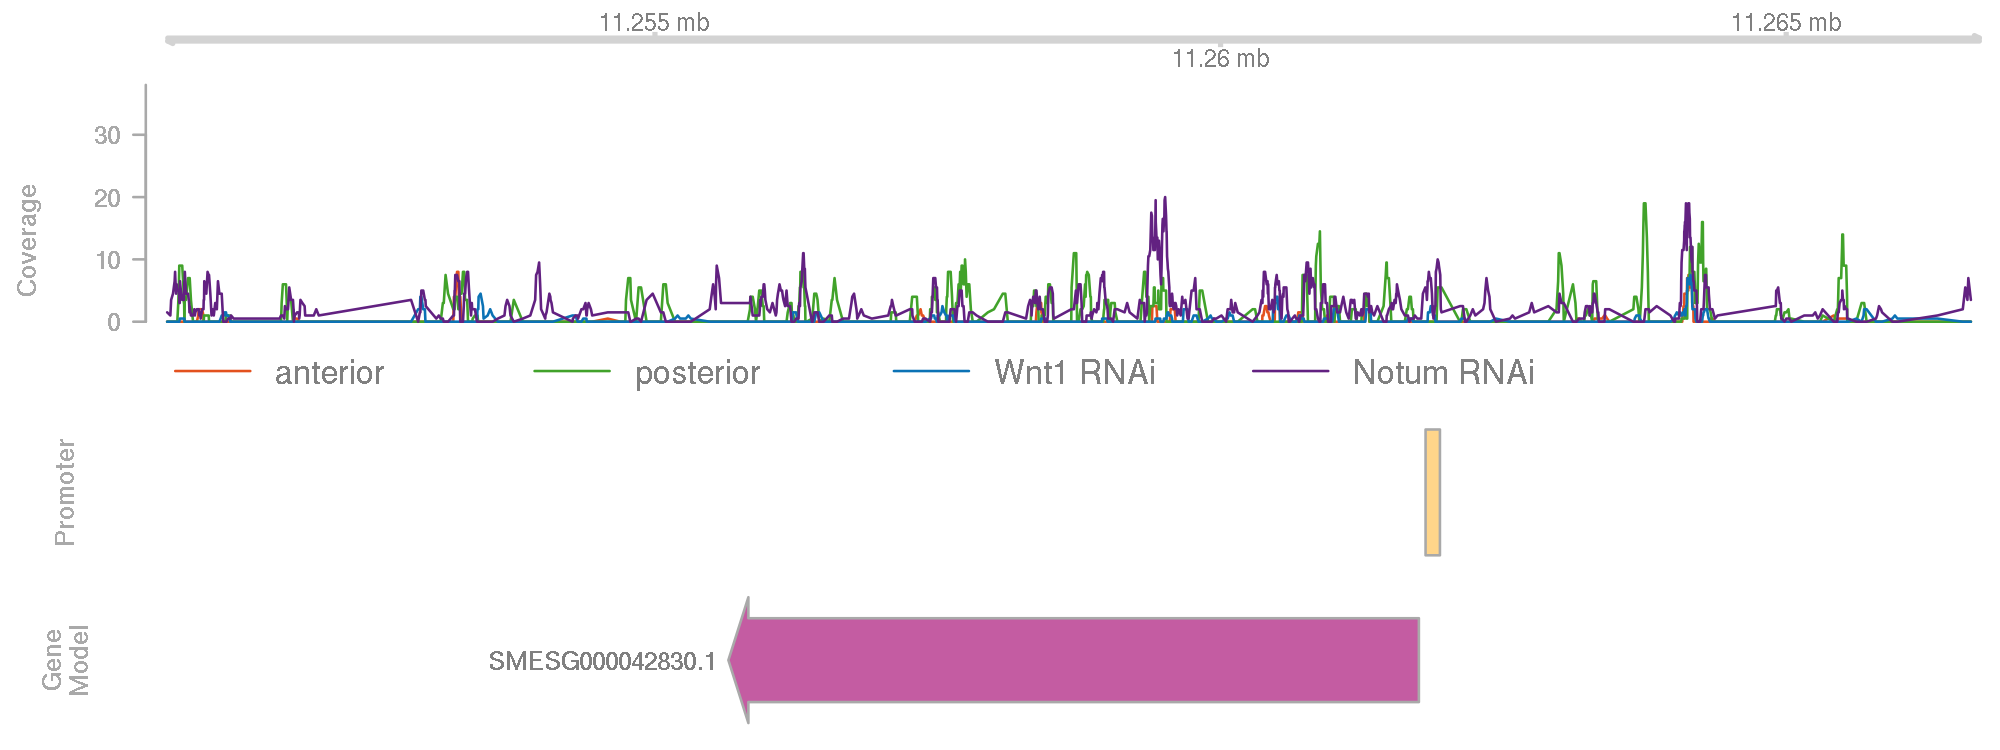 11.255 mb
11.265 mb
11.26 mb
Coverage
30
20
10
0
anterior
posterior
Wnt1 RNAi
Notum RNAi
Promoter
Gene
Model
SMESG000042830.1